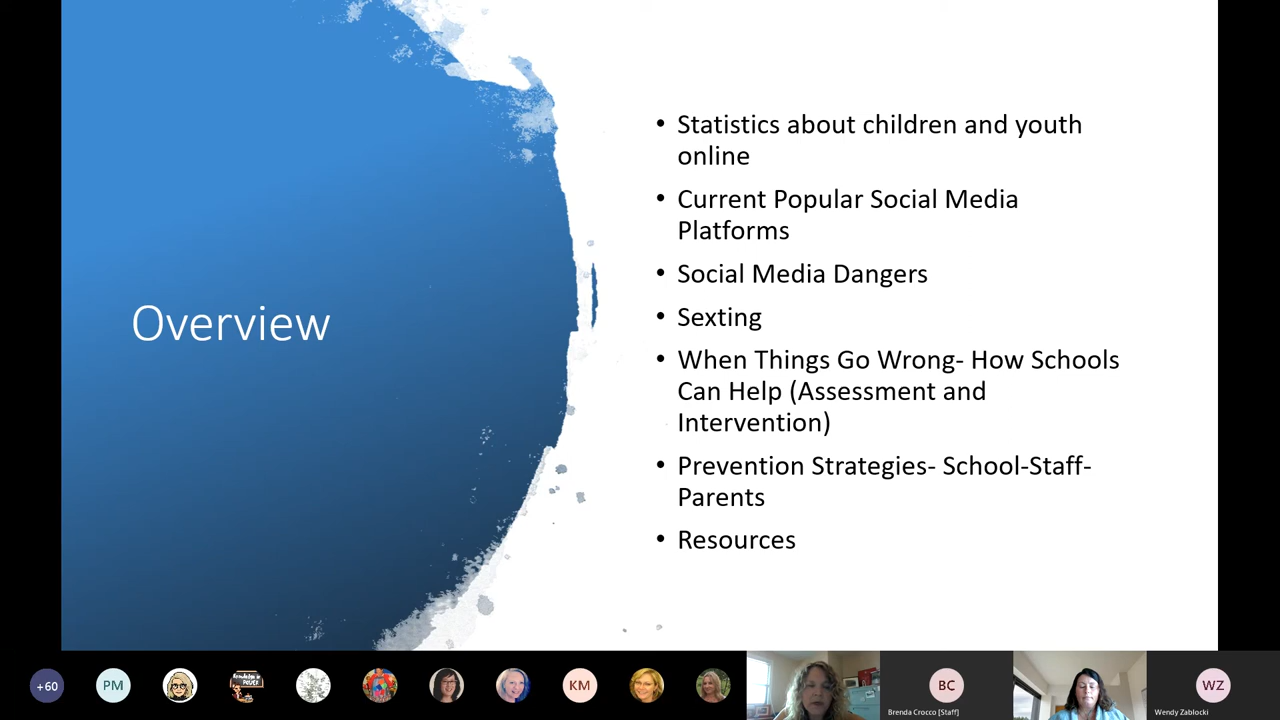 Overview
• Statistics about children and youth
online
• Current Popular Social Media
Platforms
• Social Media Dangers
• Sexting
• When Things Go Wrong- How Schools
Can Help (Assessment and
Intervention)
• Prevention Strategies- School-Staff-
Parents
• Resources
+60
PM
KM
BC
Brenda Crocco [Staff]
WZ
Wendy Zablocki